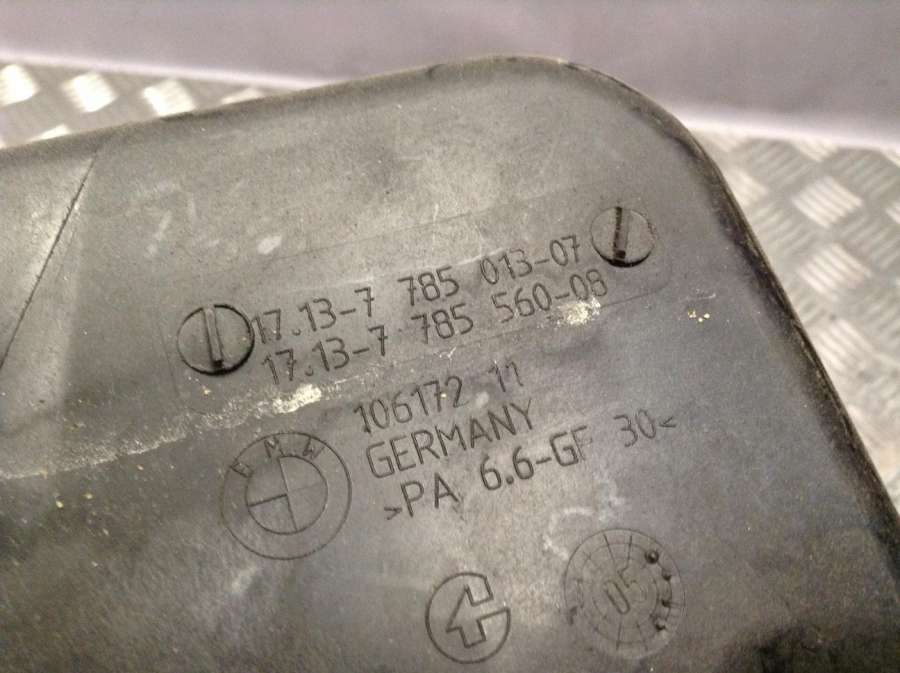 17.13-7 785 013-07
17.13-7 785 560-08
106172 11
GERMANY
>PA 6.6-GF 30<
BMW
05